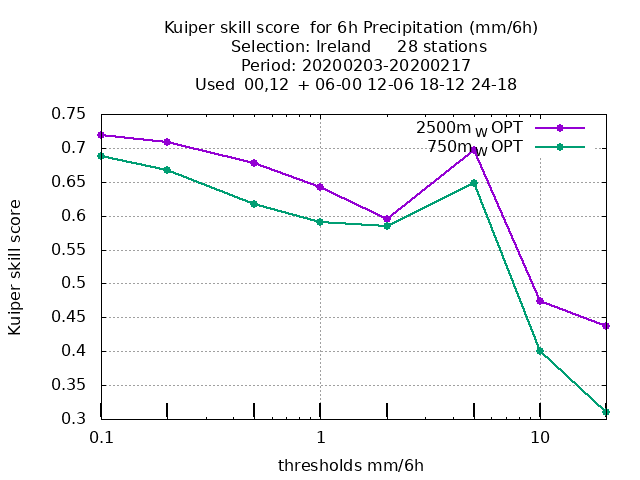 Kuiper skill score  for 6h Precipitation (mm/6h)
Selection: Ireland     28 stations
Period: 20200203-20200217
Used  00,12  + 06-00 12-06 18-12 24-18
2500m W OPT
750m W OPT
Kuiper skill score
0.75
0.7
0.65
0.6
0.55
0.5
0.45
0.4
0.35
0.3
0.1 1 10
thresholds mm/6h